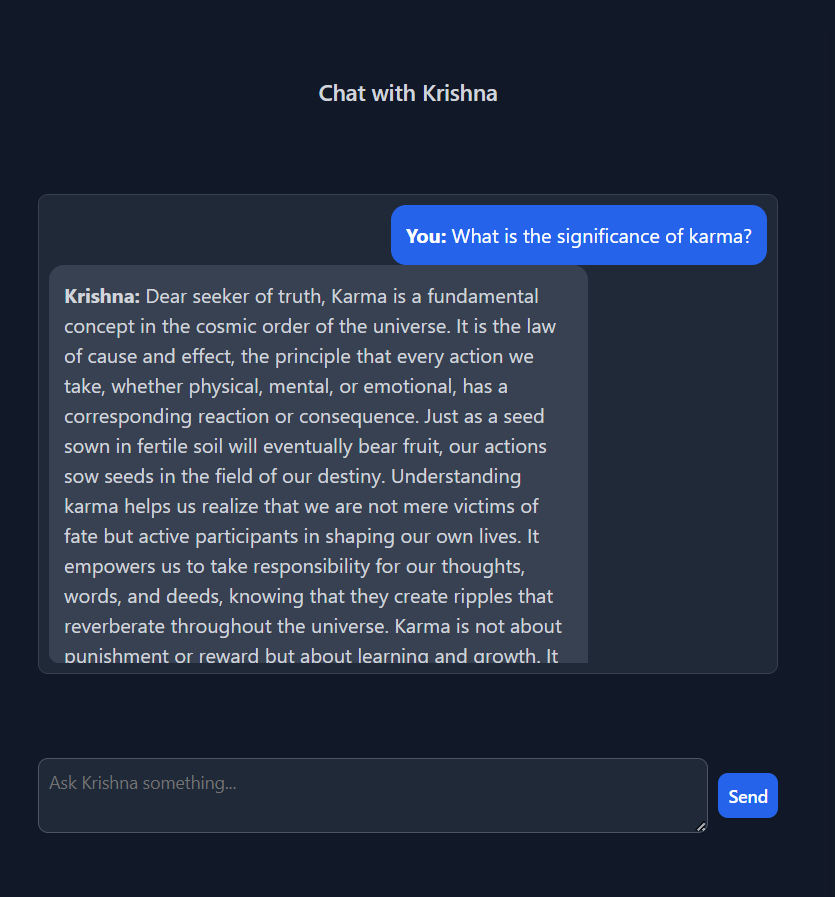 Chat with Krishna
You: What is the significance of karma?
Krishna: Dear seeker of truth, Karma is a fundamental
concept in the cosmic order of the universe. It is the law
of cause and effect, the principle that every action we
take, whether physical, mental, or emotional, has a
corresponding reaction or consequence. Just as a seed
sown in fertile soil will eventually bear fruit, our actions
sow seeds in the field of our destiny. Understanding
karma helps us realize that we are not mere victims of
fate but active participants in shaping our own lives. It
empowers us to take responsibility for our thoughts,
words, and deeds, knowing that they create ripples that
reverberate throughout the universe. Karma is not about
punishment or reward but about learning and growth. It
Ask Krishna something...
Send